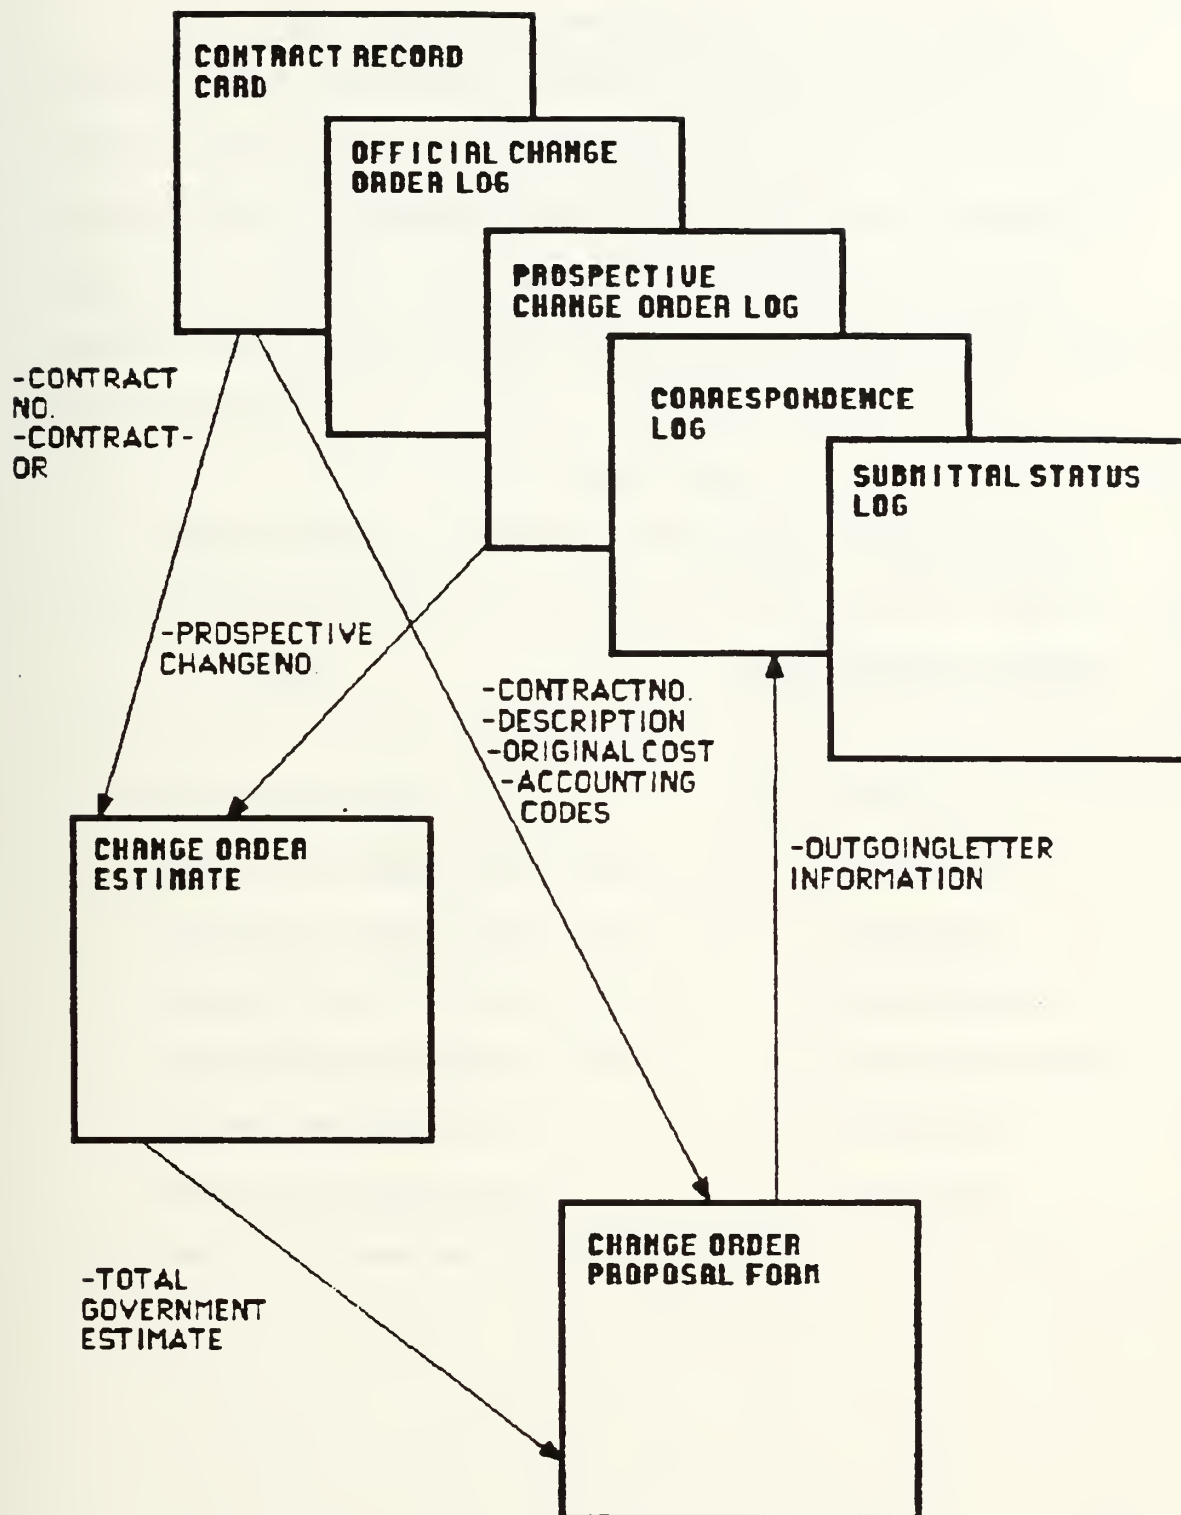 CONTRACT RECORD
CARD
OFFICIAL CHANGE
ORDER LOG
PROSPECTIVE
CHANGE ORDER LOG
CORRESPONDENCE
LOG
SUBMITTAL STATUS
LOG
-CONTRACT
NO.
-CONTRACT-
OR
-PROSPECTIVE
CHANGENO.
-CONTRACTNO.
-DESCRIPTION
-ORIGINAL COST
-ACCOUNTING
CODES
CHANGE ORDER
ESTIMATE
-OUTGOINGLETTER
INFORMATION
-TOTAL
GOVERNMENT
ESTIMATE
CHANGE ORDER
PROPOSAL FORM